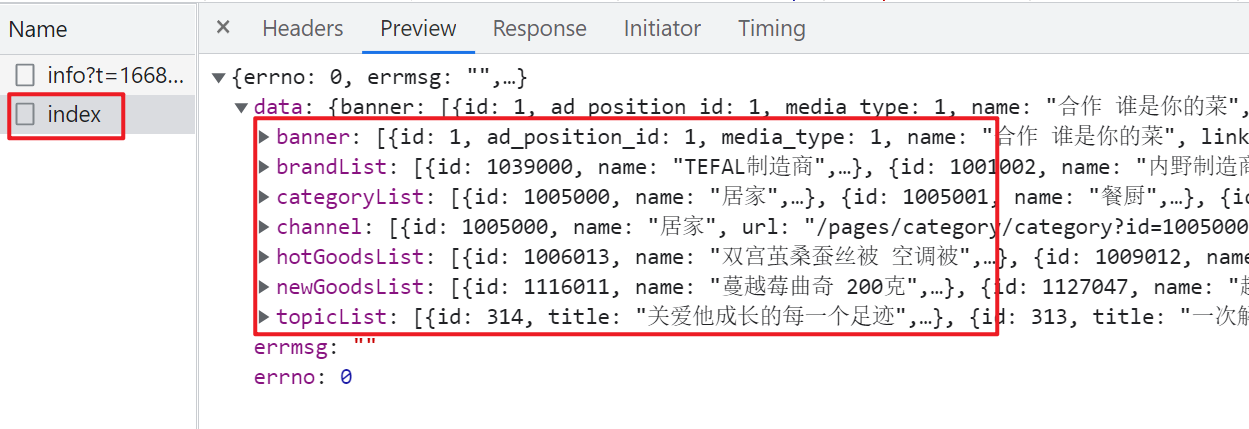 Name
× Headers Preview Response Initiator Timing
info?t=1668...
index
▼{errno: 0, errmsg: "",…}
▼data: {banner: [{id: 1, ad_position_id: 1, media_type: 1, name: "合作 谁是你的菜",
▶banner: [{id: 1, ad_position_id: 1, media_type: 1, name: "合作 谁是你的菜", link
▶brandList: [{id: 1039000, name: "TEFAL制造商",…}, {id: 1001002, name: "内野制造商
▶categoryList: [{id: 1005000, name: "居家",…}, {id: 1005001, name: "餐厨",…}, {id
▶channel: [{id: 1005000, name: "居家", url: "/pages/category/category?id=1005000
▶hotGoodsList: [{id: 1006013, name: "双宫茧桑蚕丝被 空调被",…}, {id: 1009012, name
▶newGoodsList: [{id: 1116011, name: "蔓越莓曲奇 200克",…}, {id: 1127047, name: "
▶topicList: [{id: 314, title: "关爱他成长的每一个足迹",…}, {id: 313, title: "一次解
errmsg: ""
errno: 0